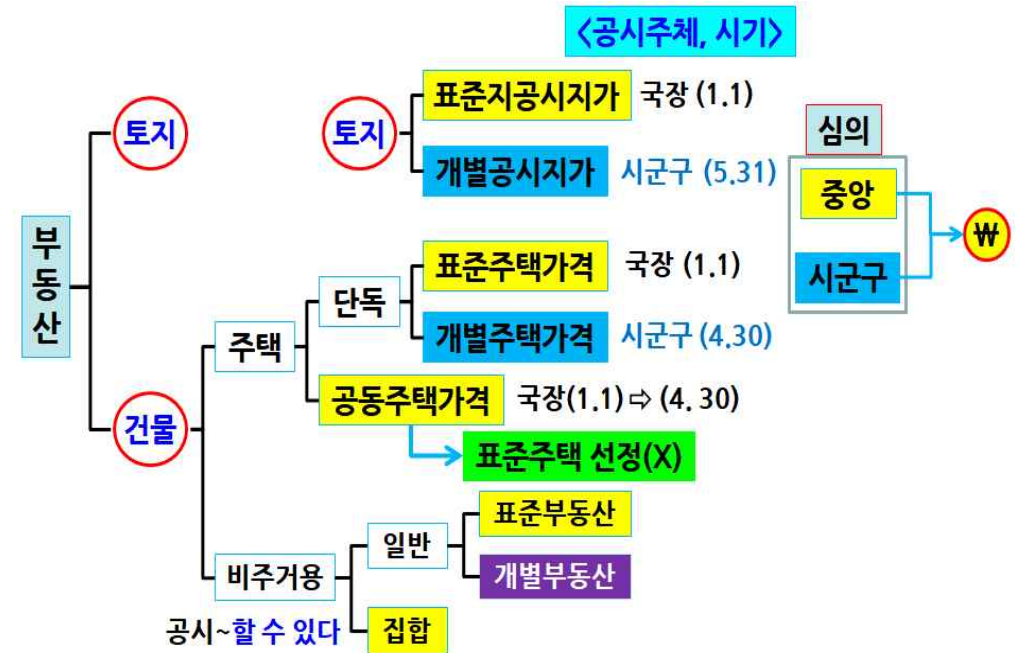 <공시주체, 시기>
표준지공시지가 국장 (1.1)
토지
토지
심의
개별공시지가 시군구 (5.31)
중앙
₩
부동산
표준주택가격 국장 (1.1)
시군구
단독
개별주택가격 시군구 (4.30)
주택
공동주택가격 국장(1.1) ⇨ (4. 30)
건물
표준주택 선정(X)
표준부동산
일반
비주거용
개별부동산
공시~할 수 있다
집합